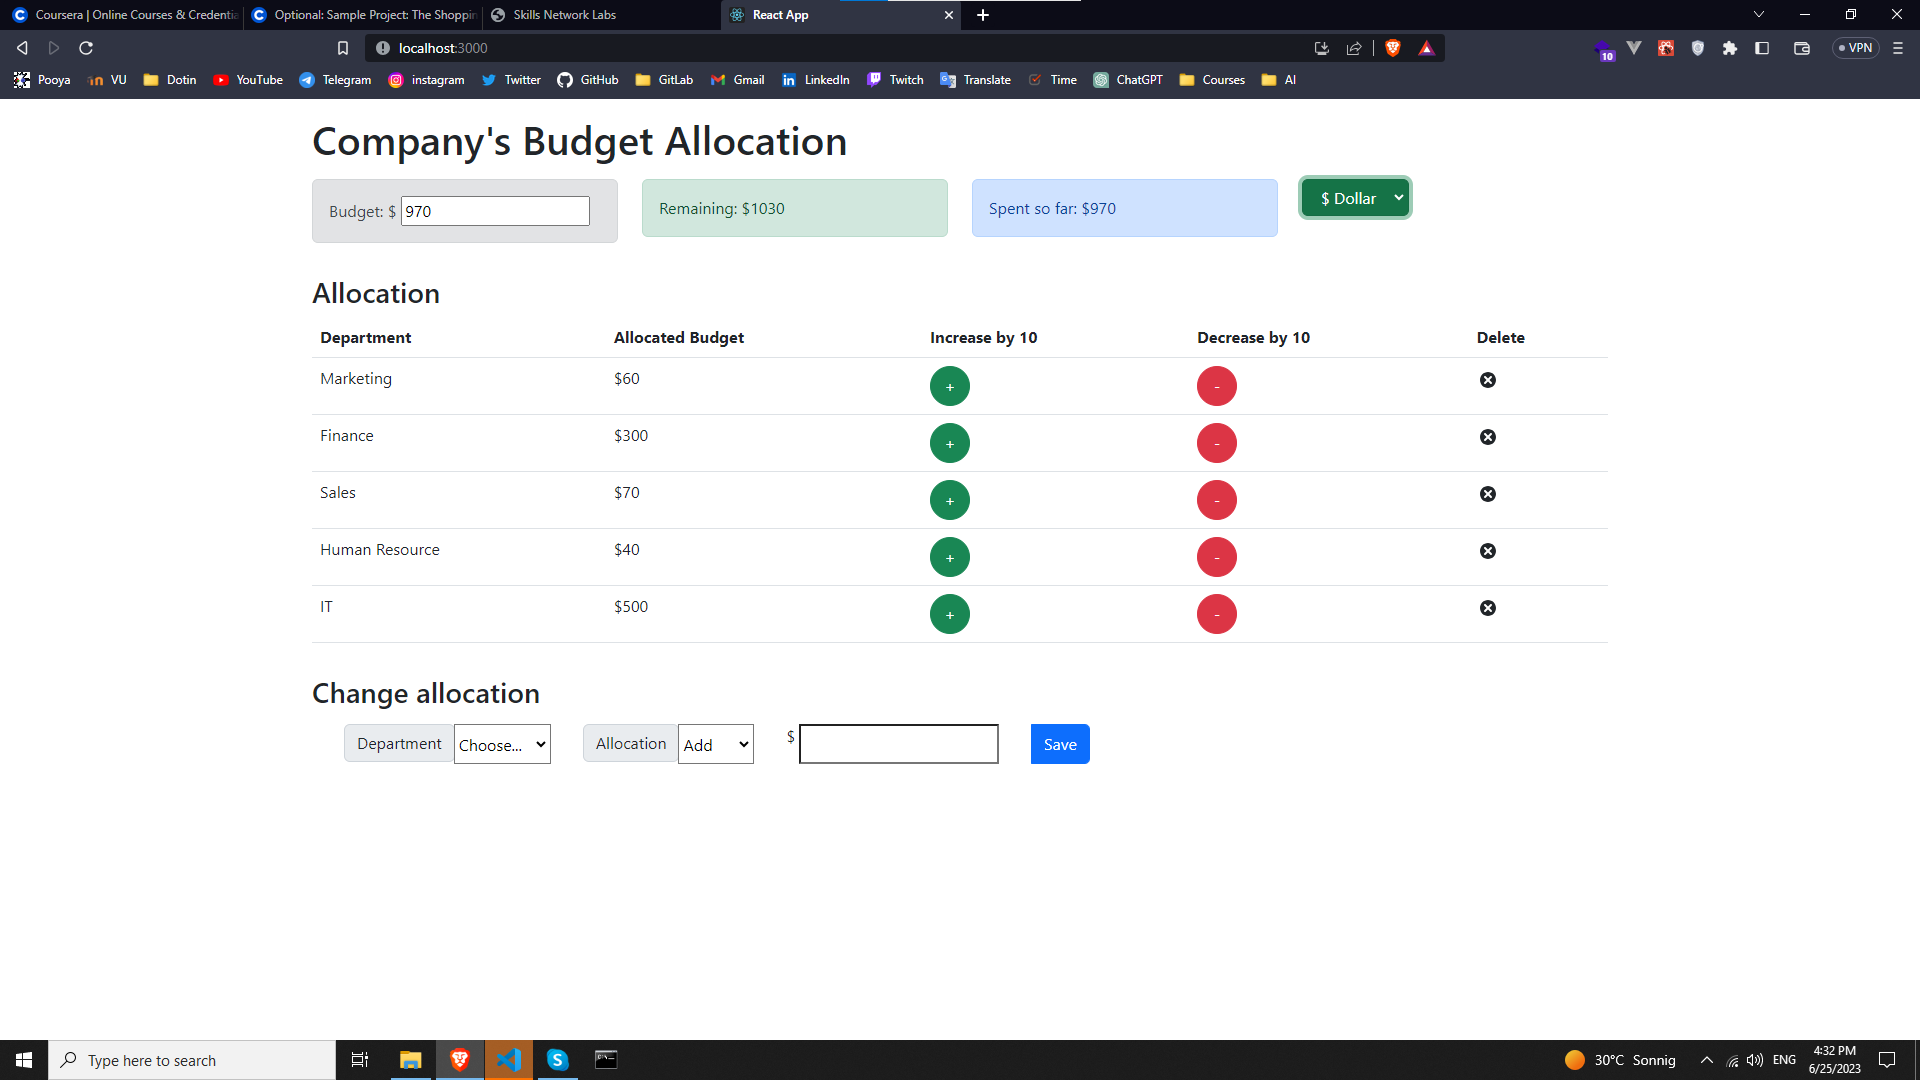 Coursera | Online Courses & Credentia
Optional: Sample Project: The Shoppin
Skills Network Labs
React App
localhost:3000
10
VPN
Pooya
VU
Dotin
YouTube
Telegram
instagram
Twitter
GitHub
GitLab
Gmail
LinkedIn
Twitch
Translate
Time
ChatGPT
Courses
AI
Company's Budget Allocation
Budget: $ 970
Remaining: $1030
Spent so far: $970
$ Dollar
Allocation
Department Allocated Budget Increase by 10 Decrease by 10 Delete
Marketing $60 + -
Finance $300 + -
Sales $70 + -
Human Resource $40 + -
IT $500 + -
Change allocation
Department Choose... Allocation Add $ Save
Type here to search
30°C Sonnig
ENG
4:32 PM
6/25/2023